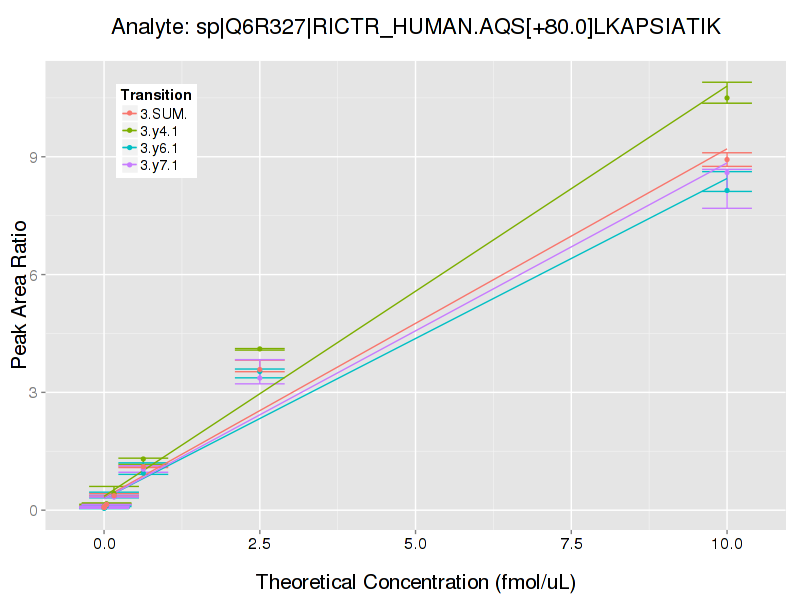 Analyte: sp|Q6R327|RICTR_HUMAN.AQS[+80.0]LKAPSIATIK
Transition
3.SUM.
3.y4.1
3.y6.1
3.y7.1
Peak Area Ratio
9
6
3
0
0.0 2.5 5.0 7.5 10.0
Theoretical Concentration (fmol/uL)